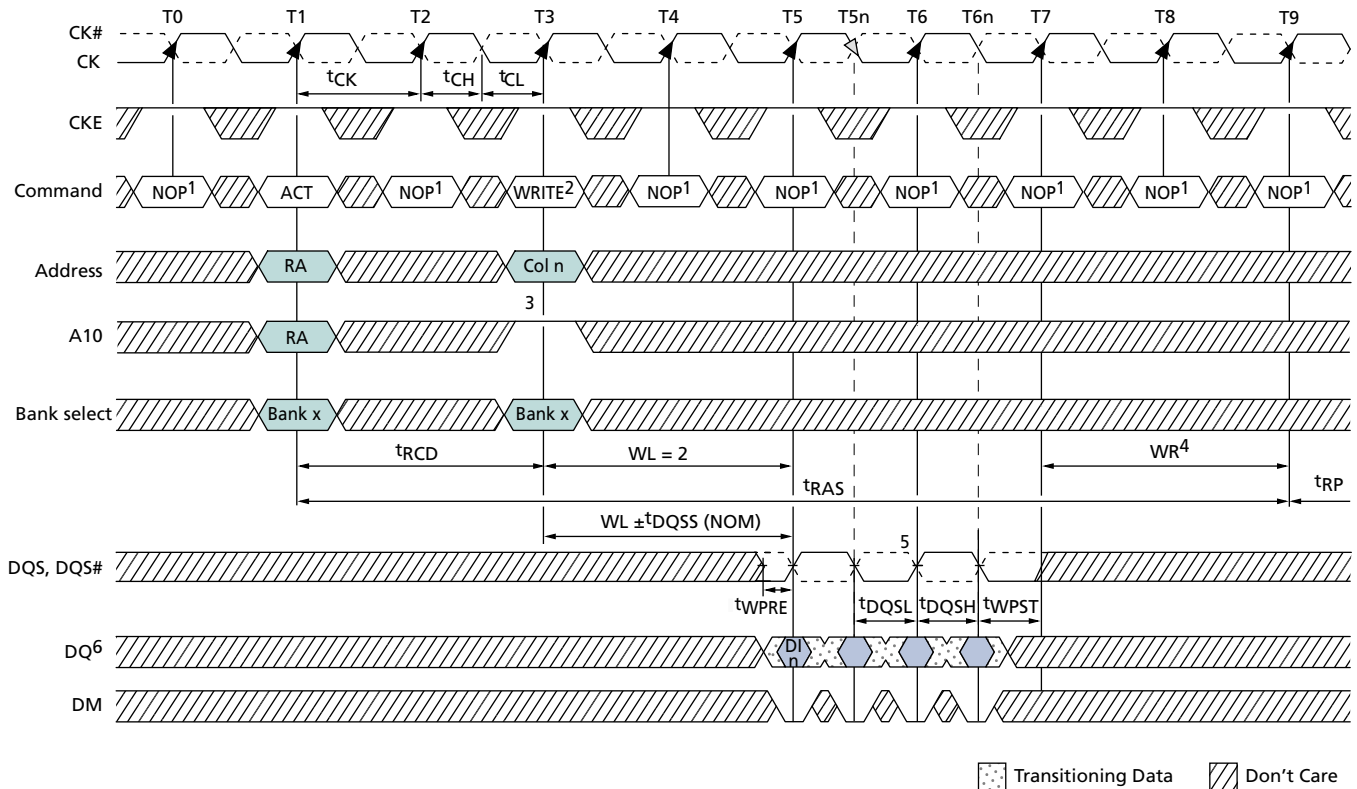 T0 T1 T2 T3 T4 T5 T5n T6 T6n T7 T8 T9
CK#
CK
tCK tCH tCL
CKE
Command NOP1 ACT NOP1 WRITE2 NOP1 NOP1 NOP1 NOP1 NOP1 NOP1
Address RA Col n
3
A10 RA
Bank select Bank x Bank x
tRCD WL = 2 WR4
tRAS tRP
WL ±tDQSS (NOM)
5
DQS, DQS#
tWPRE tDQSL tDQSH tWPST
DQ6 DI
n
DM
Transitioning Data Don't Care